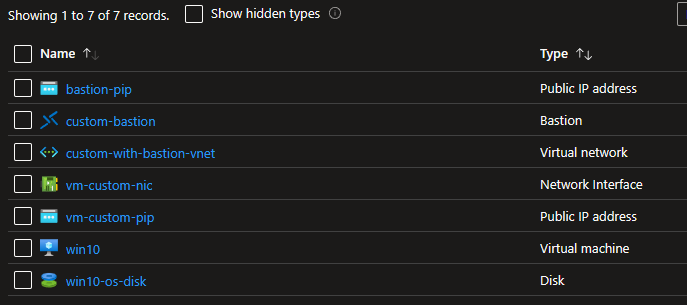 Showing 1 to 7 of 7 records. Show hidden types
Name Type
bastion-pip Public IP address
custom-bastion Bastion
custom-with-bastion-vnet Virtual network
vm-custom-nic Network Interface
vm-custom-pip Public IP address
win10 Virtual machine
win10-os-disk Disk